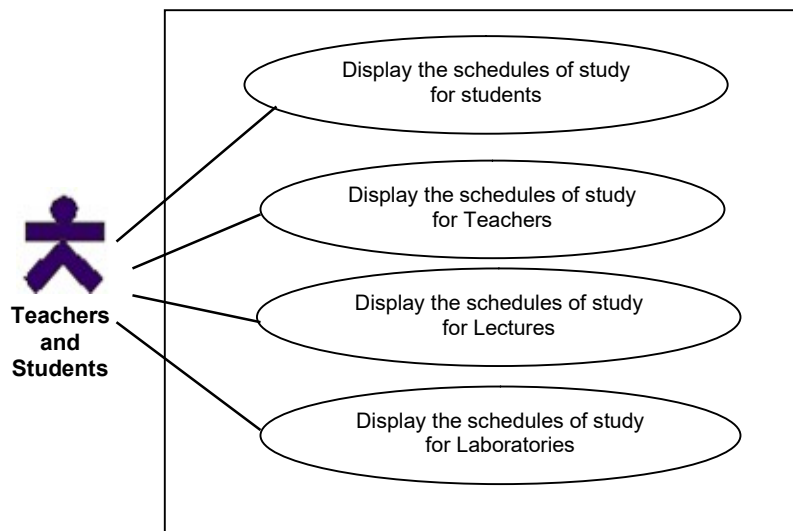 Display the schedules of study
for students
Display the schedules of study
for Teachers
Display the schedules of study
for Lectures
Display the schedules of study
for Laboratories
Teachers
and
Students